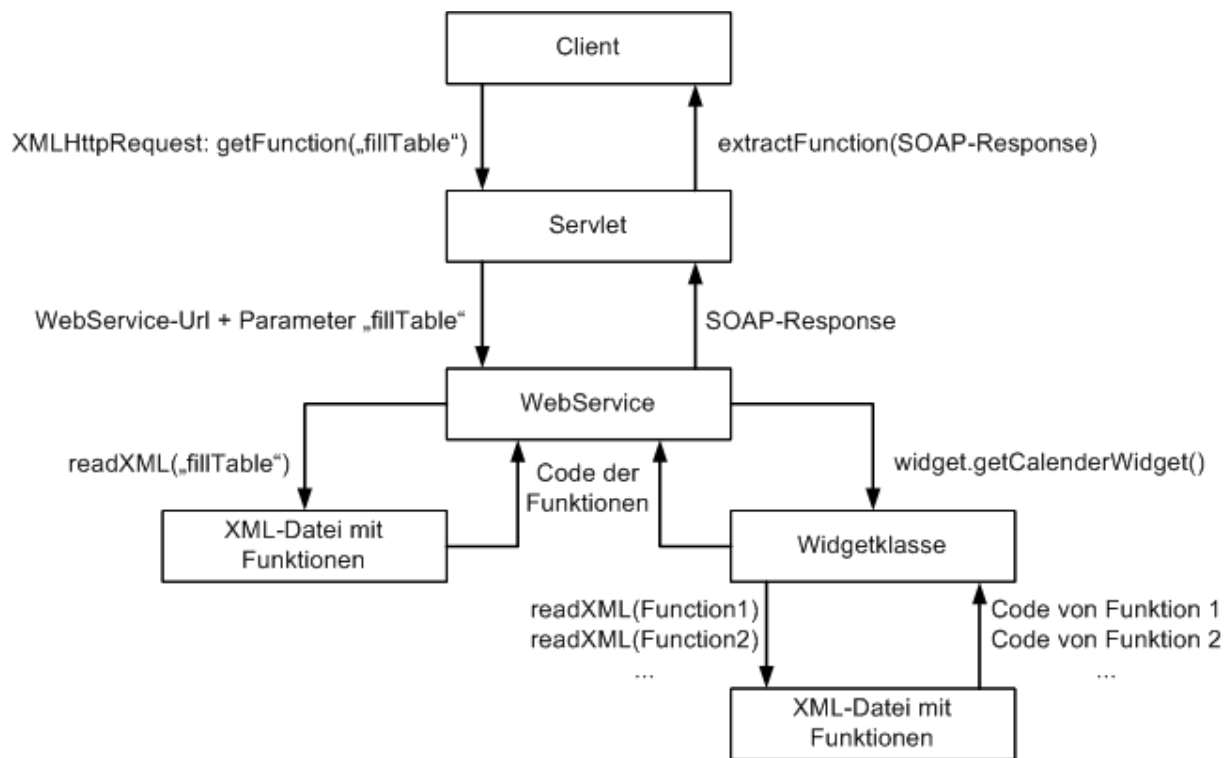 Client
XMLHttpRequest: getFunction(„fillTable“)
extractFunction(SOAP-Response)
Servlet
WebService-Url + Parameter „fillTable“
SOAP-Response
WebService
readXML(„fillTable“)
Code der
Funktionen
widget.getCalenderWidget()
XML-Datei mit
Funktionen
Widgetklasse
readXML(Function1)
readXML(Function2)
...
Code von Funktion 1
Code von Funktion 2
...
XML-Datei mit
Funktionen